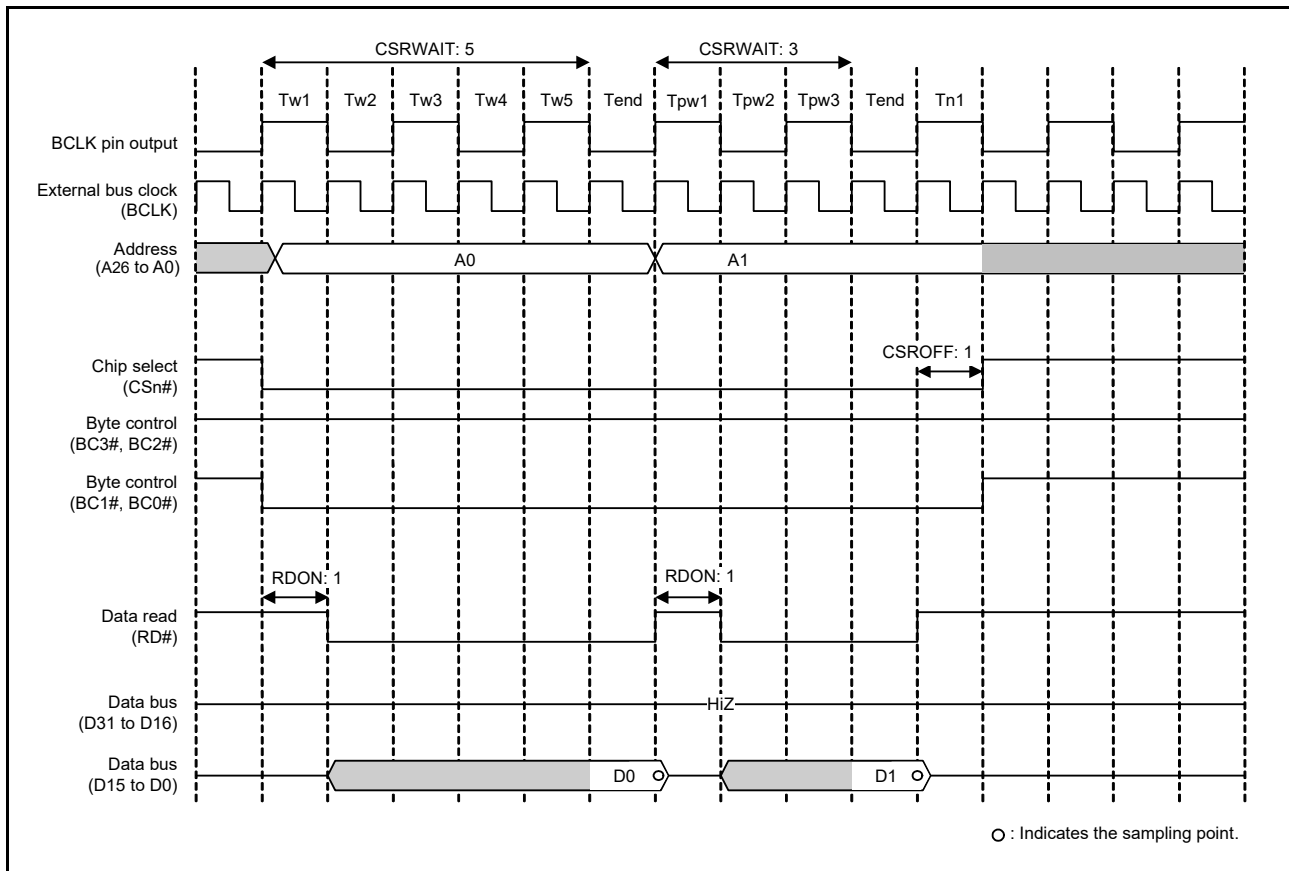 CSRWAIT: 5
CSRWAIT: 3
Tw1 Tw2 Tw3 Tw4 Tw5 Tend Tpw1 Tpw2 Tpw3 Tend Tn1
BCLK pin output
External bus clock
(BCLK)
Address
(A26 to A0)
A0
A1
Chip select
(CSn#)
CSROFF: 1
Byte control
(BC3#, BC2#)
Byte control
(BC1#, BC0#)
RDON: 1
RDON: 1
Data read
(RD#)
Data bus
(D31 to D16)
HiZ
Data bus
(D15 to D0)
D0
D1
: Indicates the sampling point.